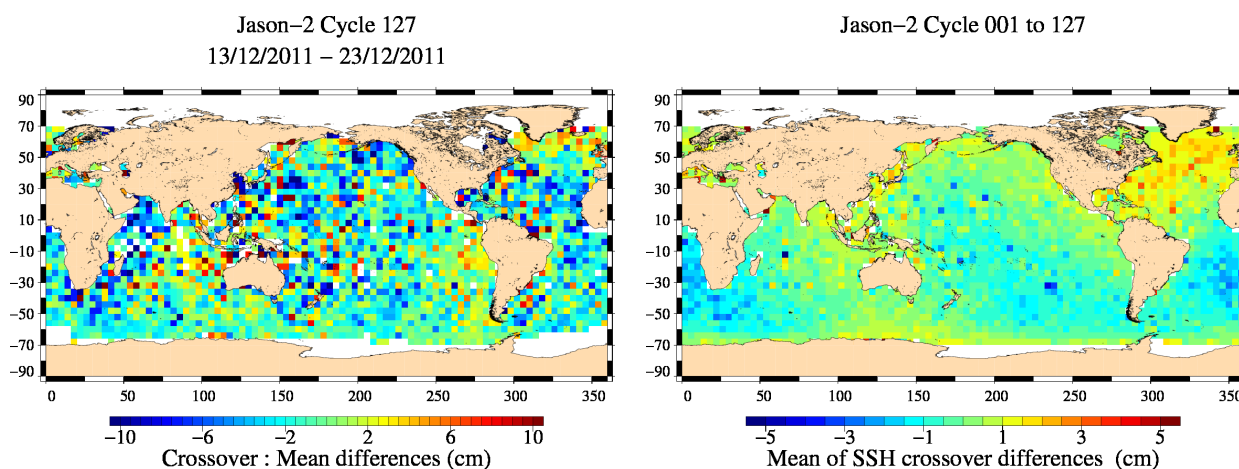 Jason−2 Cycle 127
13/12/2011 − 23/12/2011
90
70
50
30
10
−10
−30
−50
−70
−90
0 50 100 150 200 250 300 350
−10 −6 −2 2 6 10
Crossover : Mean differences (cm)
Jason−2 Cycle 001 to 127
90
70
50
30
10
−10
−30
−50
−70
−90
0 50 100 150 200 250 300 350
−5 −3 −1 1 3 5
Mean of SSH crossover differences (cm)